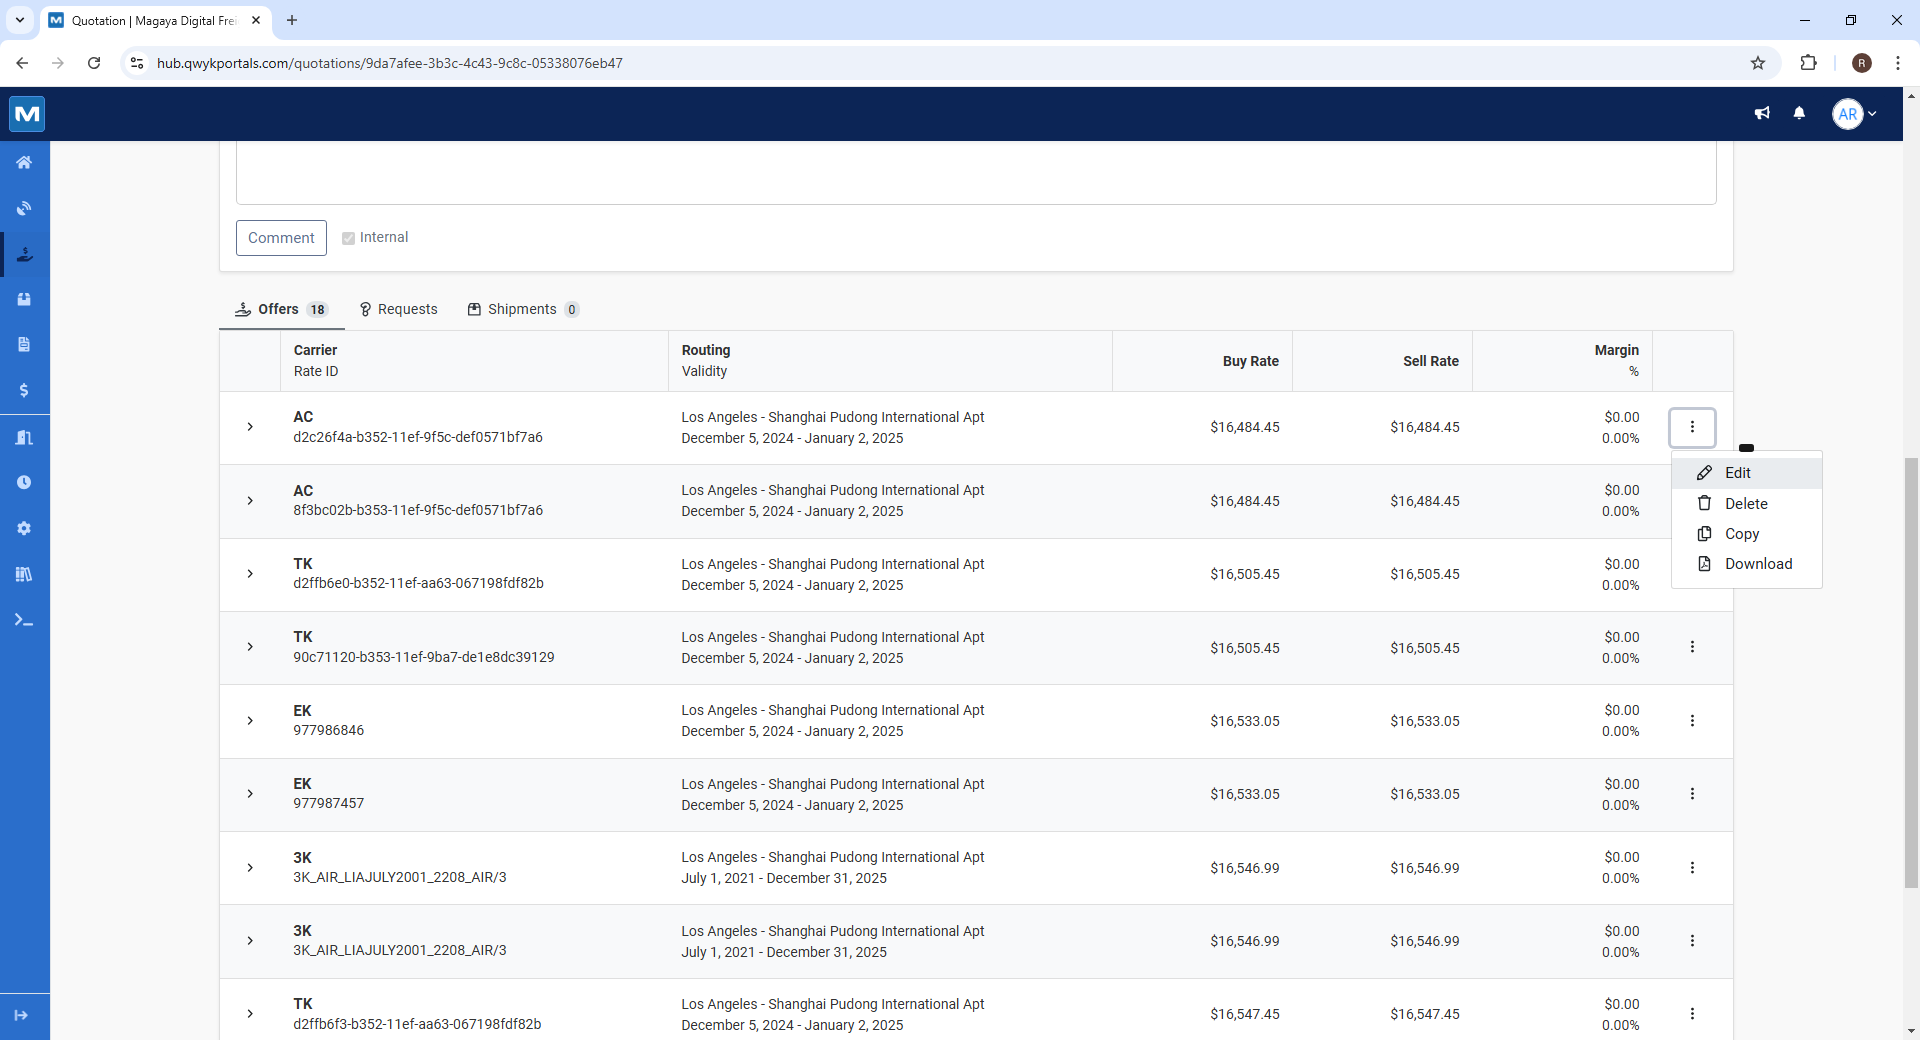 Quotation | Magaya Digital Frei
hub.qwykportals.com/quotations/9da7afee-3b3c-4c43-9c8c-05338076eb47
R
AR
Comment
Internal
Offers 18
Requests
Shipments 0
Carrier
Rate ID
Routing
Validity
Buy Rate
Sell Rate
Margin
%
AC
d2c26f4a-b352-11ef-9f5c-def0571bf7a6
Los Angeles - Shanghai Pudong International Apt
December 5, 2024 - January 2, 2025
$16,484.45
$16,484.45
$0.00
0.00%
Edit
Delete
Copy
Download
AC
8f3bc02b-b353-11ef-9f5c-def0571bf7a6
Los Angeles - Shanghai Pudong International Apt
December 5, 2024 - January 2, 2025
$16,484.45
$16,484.45
$0.00
0.00%
TK
d2ffb6e0-b352-11ef-aa63-067198fdf82b
Los Angeles - Shanghai Pudong International Apt
December 5, 2024 - January 2, 2025
$16,505.45
$16,505.45
$0.00
0.00%
TK
90c71120-b353-11ef-9ba7-de1e8dc39129
Los Angeles - Shanghai Pudong International Apt
December 5, 2024 - January 2, 2025
$16,505.45
$16,505.45
$0.00
0.00%
EK
977986846
Los Angeles - Shanghai Pudong International Apt
December 5, 2024 - January 2, 2025
$16,533.05
$16,533.05
$0.00
0.00%
EK
977987457
Los Angeles - Shanghai Pudong International Apt
December 5, 2024 - January 2, 2025
$16,533.05
$16,533.05
$0.00
0.00%
3K
3K_AIR_LIAJULY2001_2208_AIR/3
Los Angeles - Shanghai Pudong International Apt
July 1, 2021 - December 31, 2025
$16,546.99
$16,546.99
$0.00
0.00%
3K
3K_AIR_LIAJULY2001_2208_AIR/3
Los Angeles - Shanghai Pudong International Apt
July 1, 2021 - December 31, 2025
$16,546.99
$16,546.99
$0.00
0.00%
TK
d2ffb6f3-b352-11ef-aa63-067198fdf82b
Los Angeles - Shanghai Pudong International Apt
December 5, 2024 - January 2, 2025
$16,547.45
$16,547.45
$0.00
0.00%